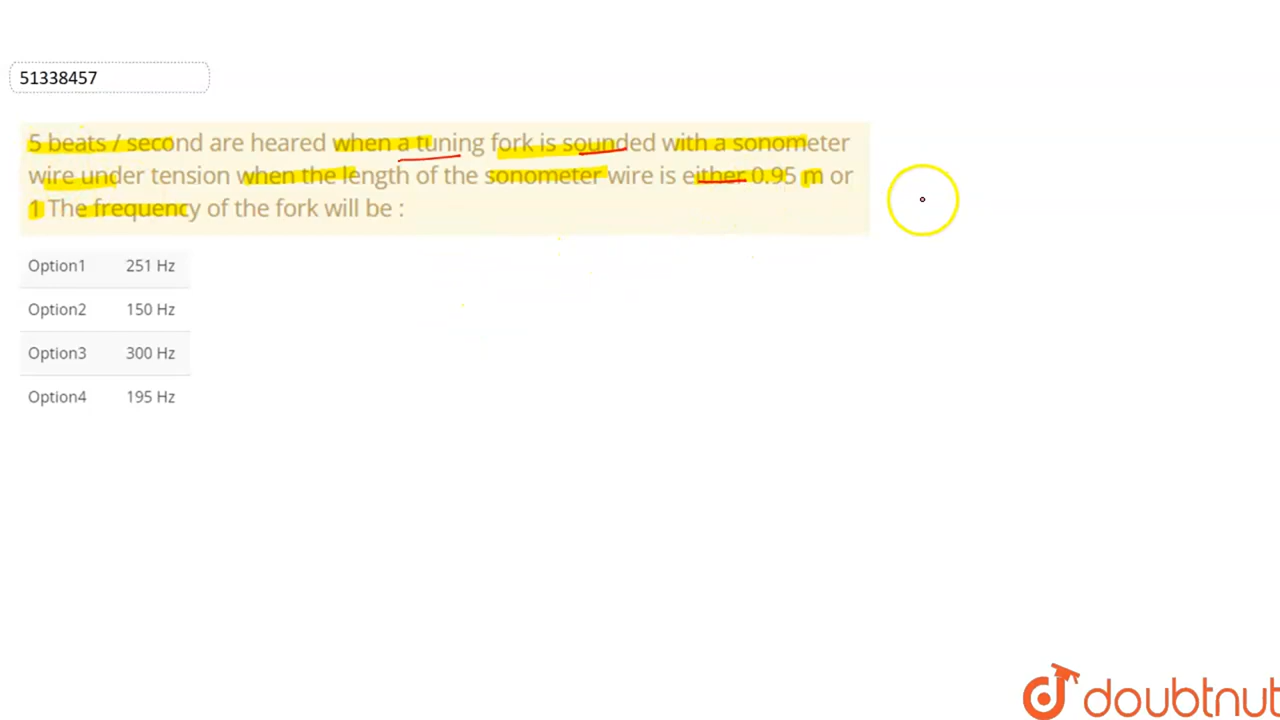 51338457
5 beats / second are heared when a tuning fork is sounded with a sonometer
wire under tension when the length of the sonometer wire is either 0.95 m or
1 The frequency of the fork will be :
Option1 251 Hz
Option2 150 Hz
Option3 300 Hz
Option4 195 Hz
doubtnut